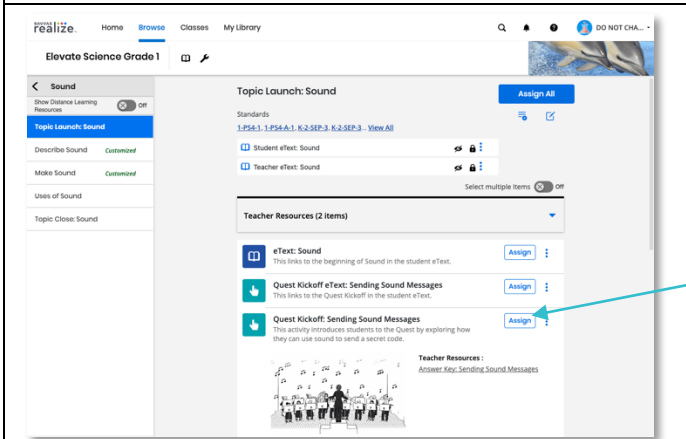 SAVVAS
realize. Home Browse Classes My Library DO NOT CHA...
Elevate Science Grade 1
Sound
Show Distance Learning
Resources
Off
Topic Launch: Sound
Describe Sound Customized
Make Sound Customized
Uses of Sound
Topic Close: Sound
Topic Launch: Sound
Assign All
Standards
1-PS4-1, 1-PS4-A-1, K-2-SEP-3, K-2-SEP-3... View All
Student eText: Sound
Teacher eText: Sound
Select multiple items Off
Teacher Resources (2 items)
eText: Sound
This links to the beginning of Sound in the student eText.
Assign
Quest Kickoff eText: Sending Sound Messages
This links to the Quest Kickoff in the student eText.
Assign
Quest Kickoff: Sending Sound Messages
This activity introduces students to the Quest by exploring how
they can use sound to send a secret code.
Assign
Teacher Resources :
Answer Key: Sending Sound Messages